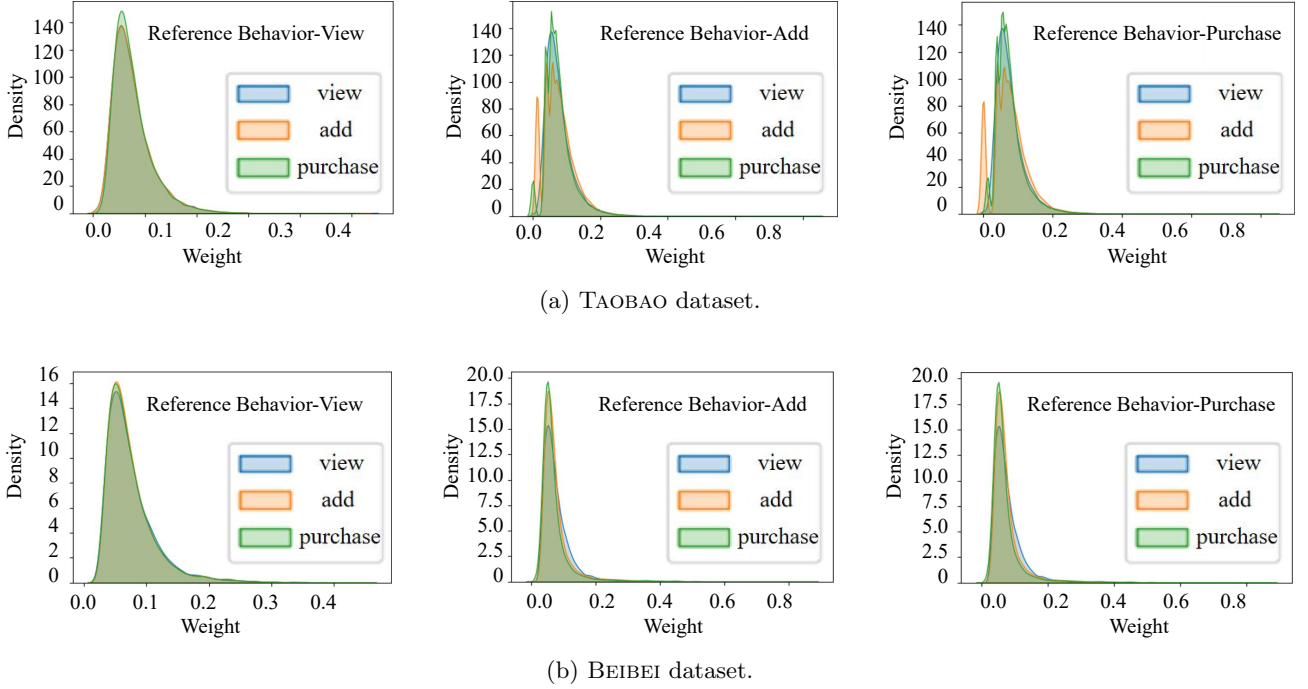 Reference Behavior-View
Density
140
120
100
80
60
40
20
0
view
add
purchase
0.0 0.1 0.2 0.3 0.4
Weight
Reference Behavior-Add
Density
140
120
100
80
60
40
20
0
view
add
purchase
0.0 0.2 0.4 0.6 0.8
Weight
Reference Behavior-Purchase
Density
140
120
100
80
60
40
20
0
view
add
purchase
0.0 0.2 0.4 0.6 0.8
Weight
(a) TAOBAO dataset.
Reference Behavior-View
Density
16
14
12
10
8
6
4
2
0
view
add
purchase
0.0 0.1 0.2 0.3 0.4
Weight
Reference Behavior-Add
Density
20.0
17.5
15.0
12.5
10.0
7.5
5.0
2.5
0.0
view
add
purchase
0.0 0.2 0.4 0.6 0.8
Weight
Reference Behavior-Purchase
Density
20.0
17.5
15.0
12.5
10.0
7.5
5.0
2.5
0.0
view
add
purchase
0.0 0.2 0.4 0.6 0.8
Weight
(b) BEIBEI dataset.